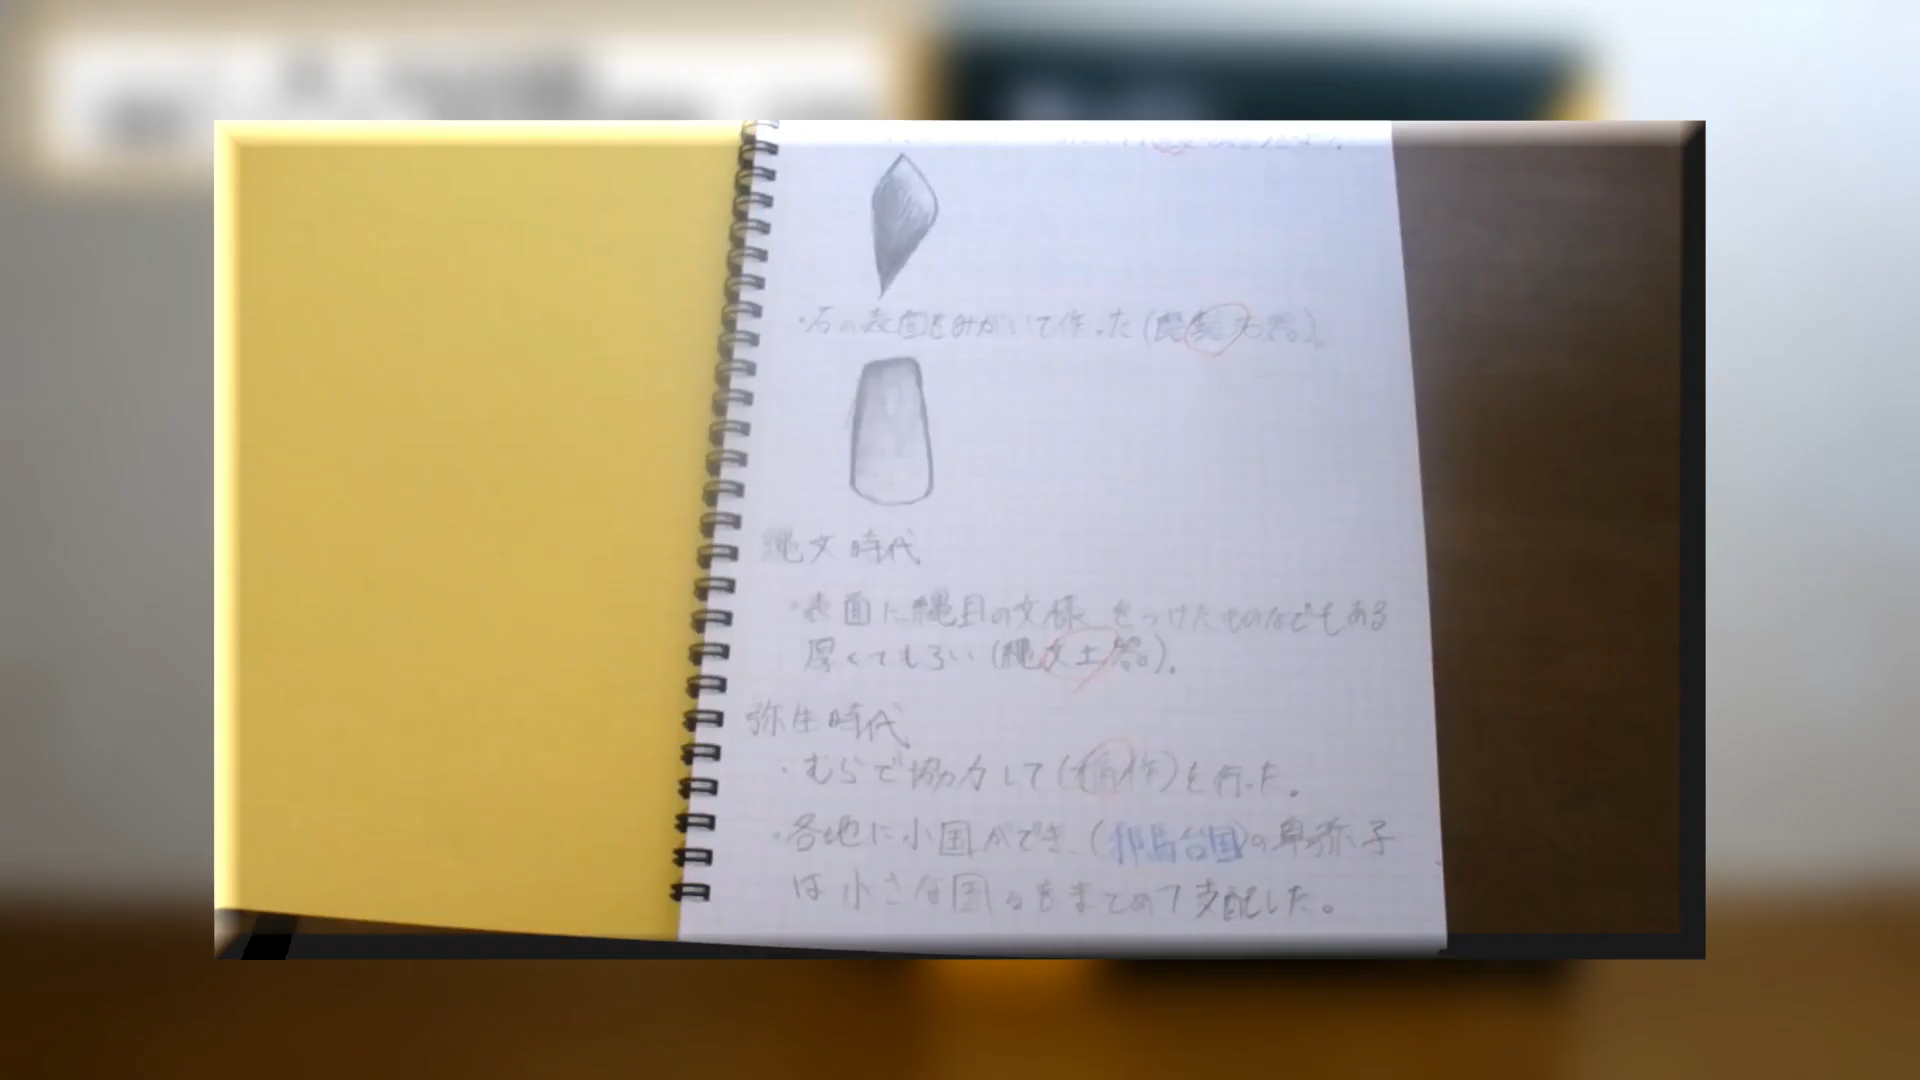 ・石の表面をみがいて作った(磨製石器)。
縄文時代
・表面に縄目の文様をつけたものなどもある
厚くてもろい(縄文土器)。
弥生時代
・むらで協力して(稲作)を行った。
・各地に小国ができ(邪馬台国)の卑弥子
は小さな国々をまとめて支配した。